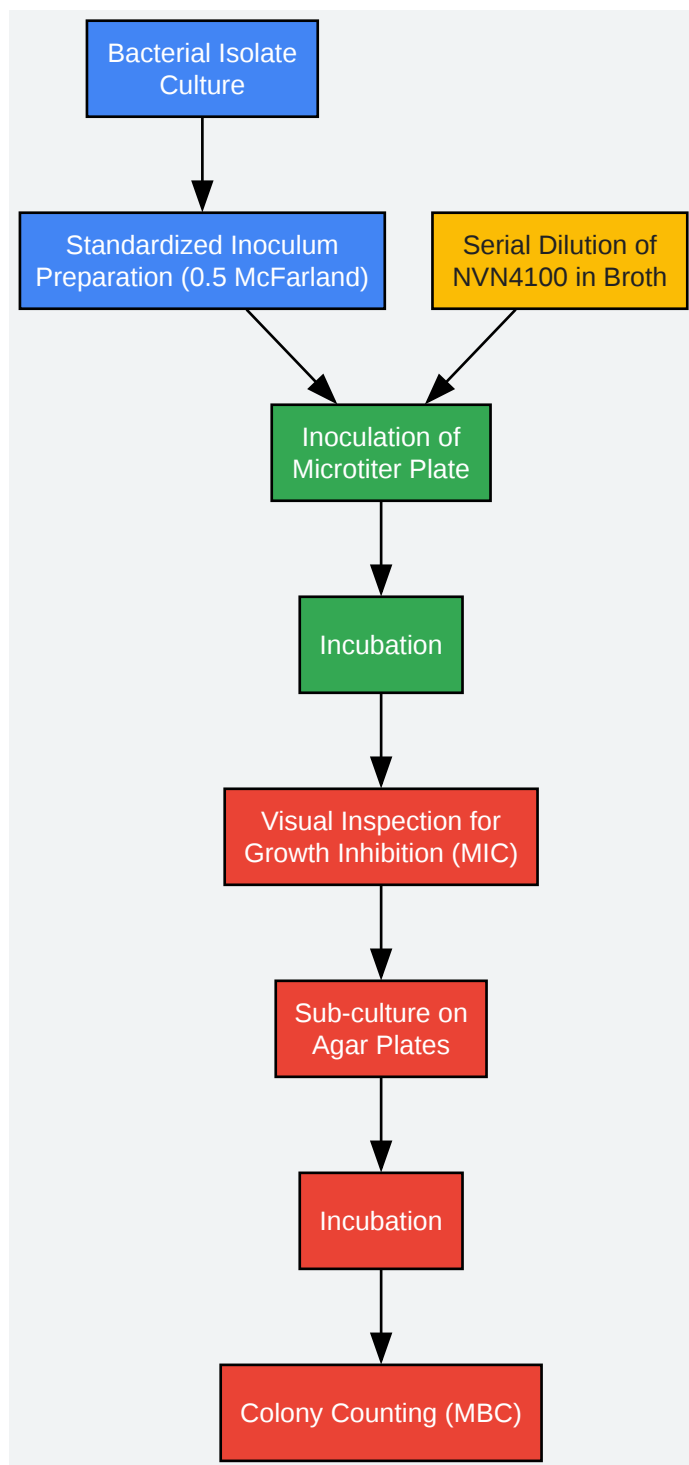 Bacterial Isolate
Culture
Standardized Inoculum
Preparation (0.5 McFarland)
Serial Dilution of
NVN4100 in Broth
Inoculation of
Microtiter Plate
Incubation
Visual Inspection for
Growth Inhibition (MIC)
Sub-culture on
Agar Plates
Incubation
Colony Counting (MBC)